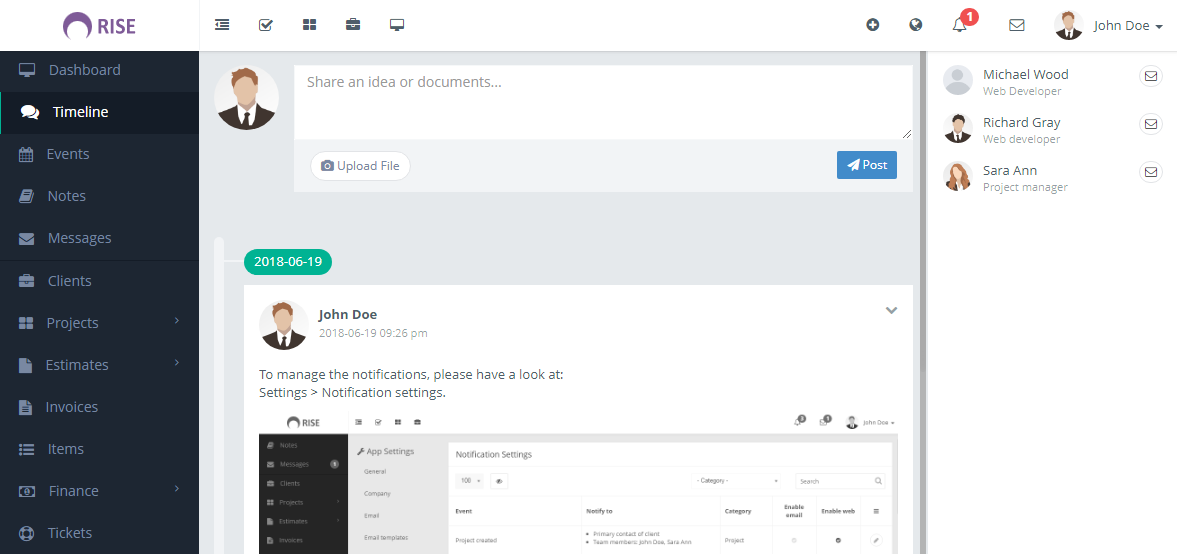 RISE
1
John Doe
Dashboard
Timeline
Events
Notes
Messages
Clients
Projects
Estimates
Invoices
Items
Finance
Tickets
Share an idea or documents...
Upload File
Post
2018-06-19
John Doe
2018-06-19 09:26 pm
To manage the notifications, please have a look at:
Settings > Notification settings.
RISE
3
1
John Doe
Notes
Messages
Clients
Projects
Estimates
Invoices
App Settings
General
Company
Email
Email templates
Notification Settings
100
- Category -
Search
Event
Notify to
Category
Enable email
Enable web
Project created
Primary contact of client
Team members: John Doe, Sara Ann
Project
Michael Wood
Web Developer
Richard Gray
Web developer
Sara Ann
Project manager